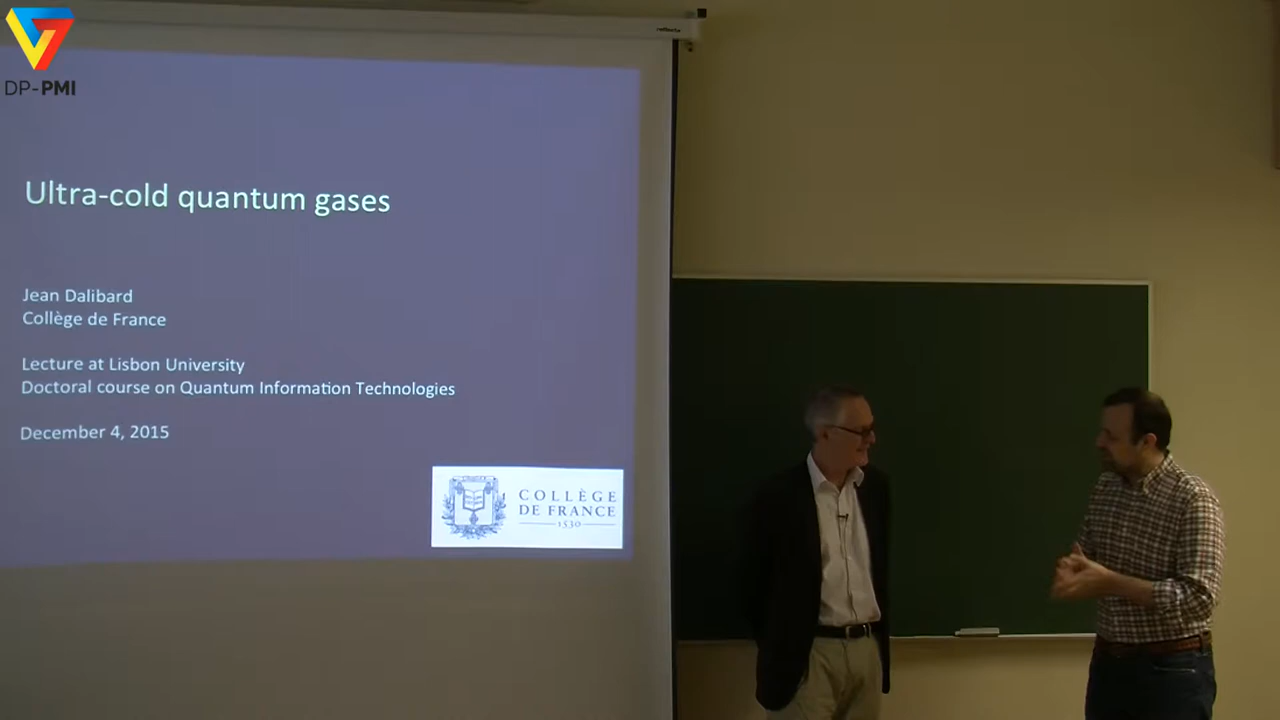 DP-PMI
Ultra-cold quantum gases
Jean Dalibard
Collège de France
Lecture at Lisbon University
Doctoral course on Quantum Information Technologies
December 4, 2015
COLLÈGE
DE FRANCE
1530